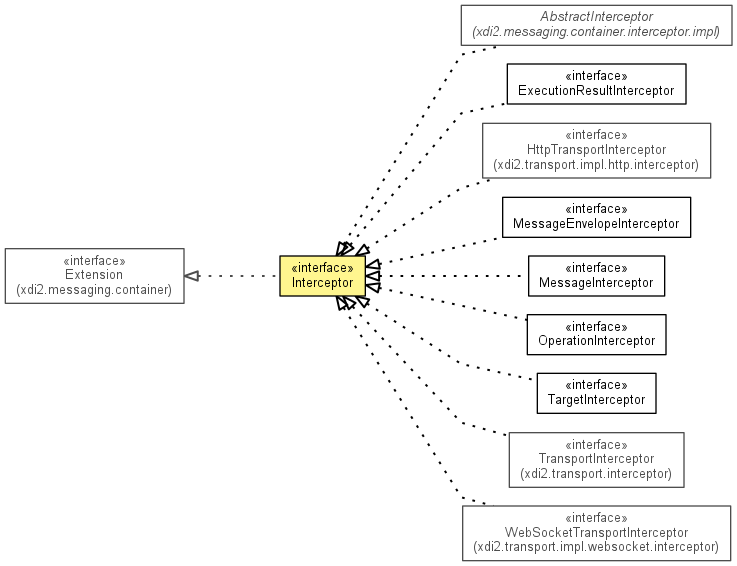 «interface»
Extension
(xdi2.messaging.container)
«interface»
Interceptor
AbstractInterceptor
(xdi2.messaging.container.interceptor.impl)
«interface»
ExecutionResultInterceptor
«interface»
HttpTransportInterceptor
(xdi2.transport.impl.http.interceptor)
«interface»
MessageEnvelopeInterceptor
«interface»
MessageInterceptor
«interface»
OperationInterceptor
«interface»
TargetInterceptor
«interface»
TransportInterceptor
(xdi2.transport.interceptor)
«interface»
WebSocketTransportInterceptor
(xdi2.transport.impl.websocket.interceptor)